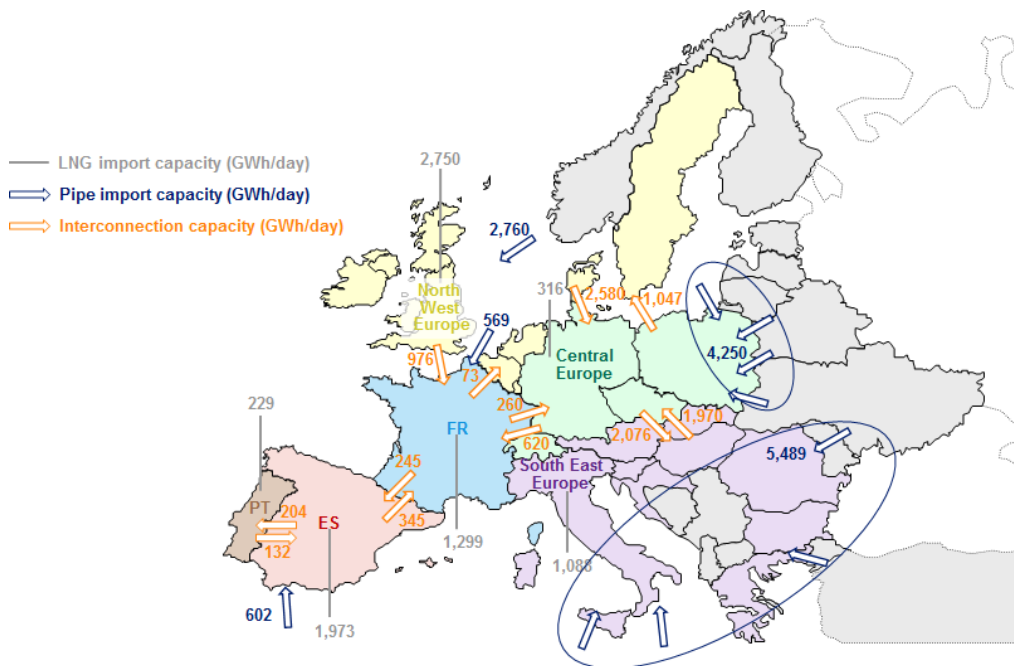 2,750
LNG import capacity (GWh/day)
Pipe import capacity (GWh/day)
2,760
Interconnection capacity (GWh/day)
North
West
Europe
316
2,580
1,047
569
976
73
4,250
Central
Europe
229
260
FR
620
2,076
1,970
South East
Europe
5,489
245
PT
204
ES
345
132
1,299
1,088
602
1,973